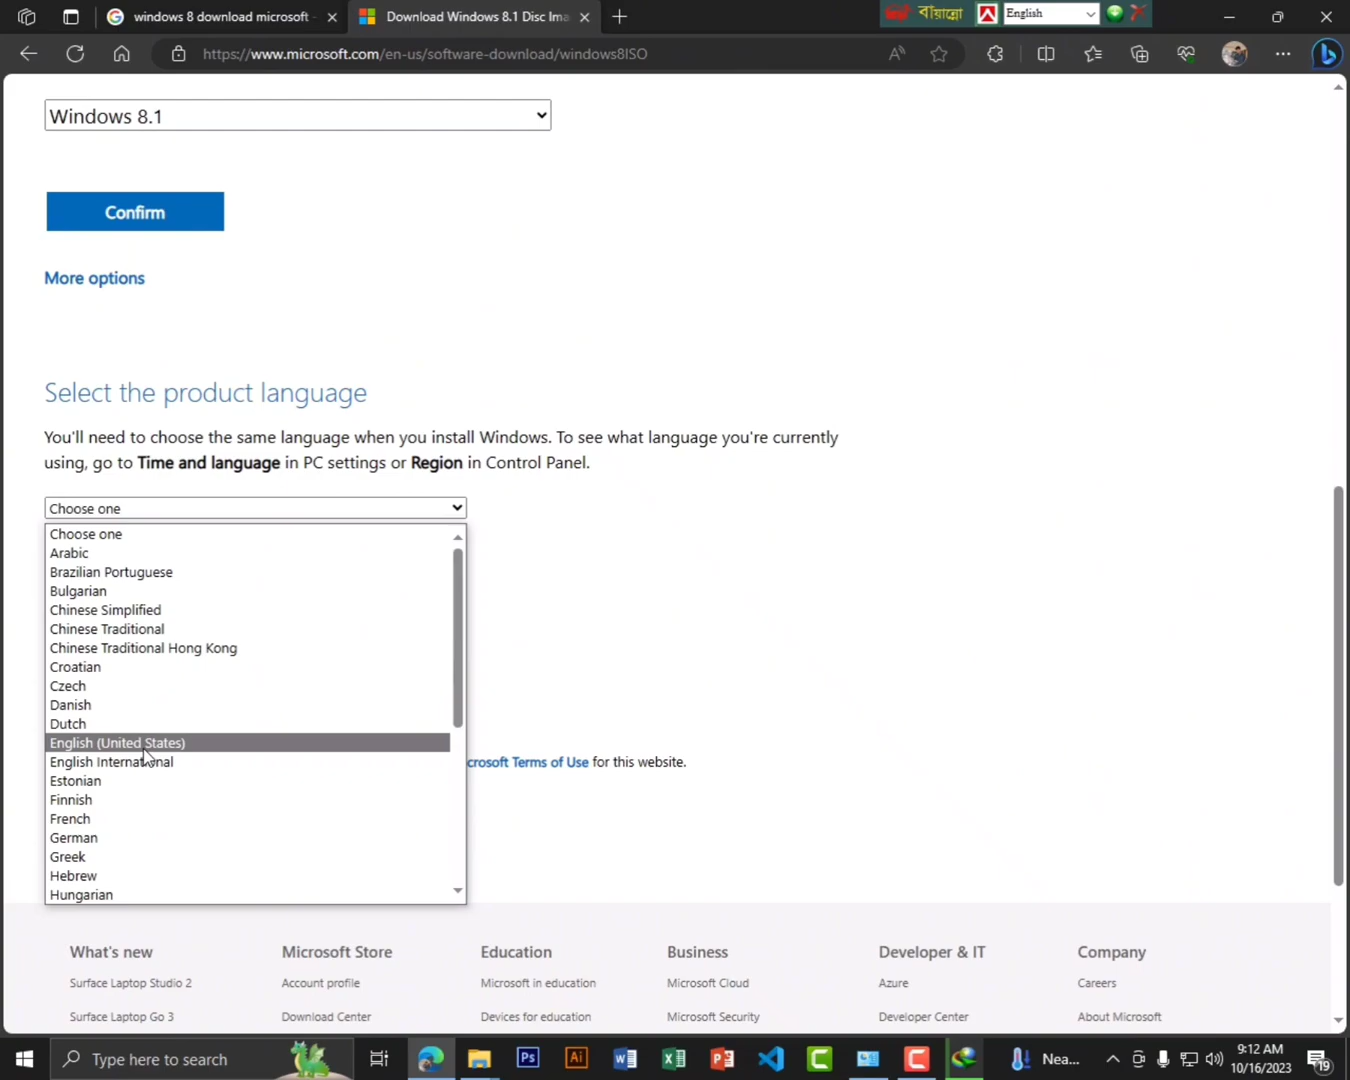 windows 8 download microsoft
Download Windows 8.1 Disc Ima
বায়ান্নো
English
https://www.microsoft.com/en-us/software-download/windows8ISO
Windows 8.1
Confirm
More options
Select the product language
You'll need to choose the same language when you install Windows. To see what language you're currently
using, go to Time and language in PC settings or Region in Control Panel.
Choose one
Choose one
Arabic
Brazilian Portuguese
Bulgarian
Chinese Simplified
Chinese Traditional
Chinese Traditional Hong Kong
Croatian
Czech
Danish
Dutch
English (United States)
English International
crosoft Terms of Use for this website.
Estonian
Finnish
French
German
Greek
Hebrew
Hungarian
What's new Microsoft Store Education Business Developer & IT Company
Surface Laptop Studio 2 Account profile Microsoft in education Microsoft Cloud Azure Careers
Surface Laptop Go 3 Download Center Devices for education Microsoft Security Developer Center About Microsoft
Type here to search
Ps
Ai
Nea...
9:12 AM
10/16/2023
19